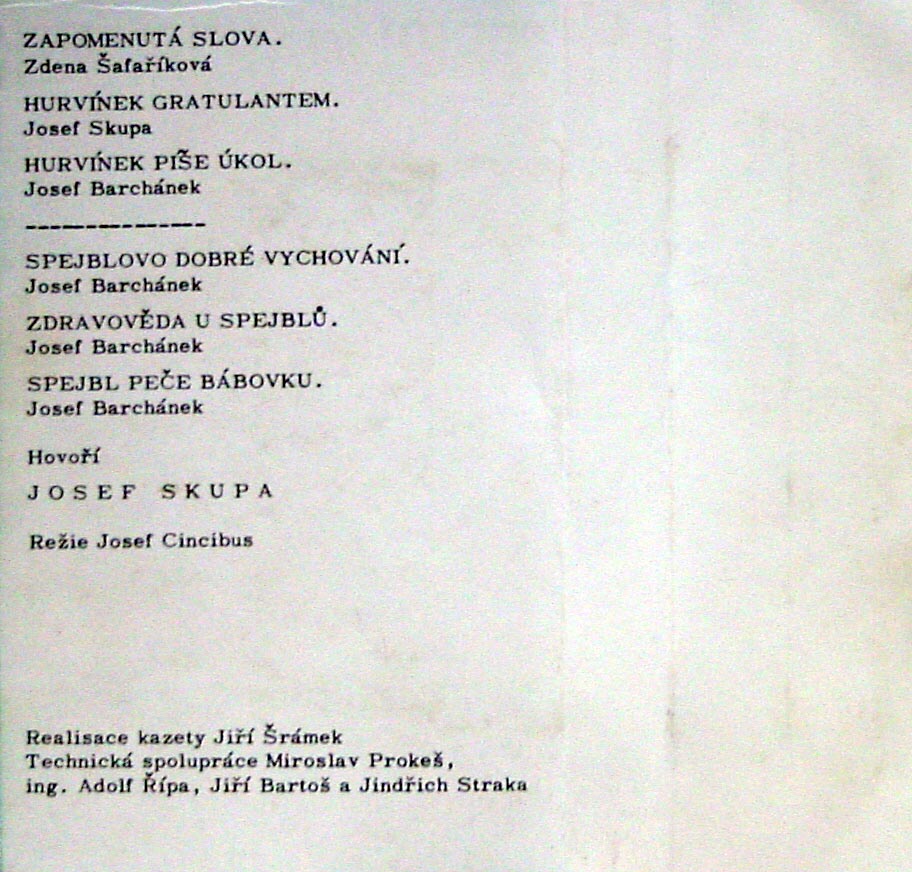 ZAPOMENUTÁ SLOVA.
Zdena Šafaříková
HURVÍNEK GRATULANTEM.
Josef Skupa
HURVÍNEK PÍŠE ÚKOL.
Josef Barchánek
---------------
SPEJBLOVO DOBRÉ VYCHOVÁNÍ.
Josef Barchánek
ZDRAVOVĚDA U SPEJBLŮ.
Josef Barchánek
SPEJBL PEČE BÁBOVKU.
Josef Barchánek
Hovoří
JOSEF SKUPA
Režie Josef Cincibus
Realisace kazety Jiří Šrámek
Technická spolupráce Miroslav Prokeš,
ing. Adolf Řípa, Jiří Bartoš a Jindřich Straka